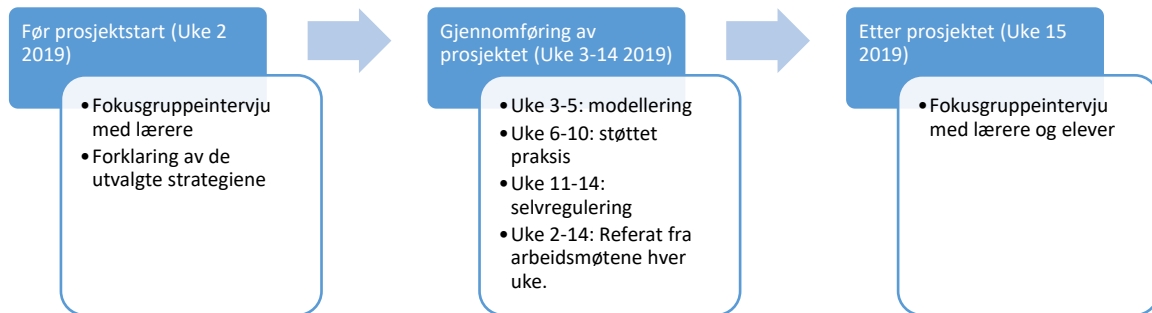 Før prosjektstart (Uke 2
2019)
•Fokusgruppeintervju
med lærere
•Forklaring av de
utvalgte strategiene
Gjennomføring av
prosjektet (Uke 3-14 2019)
•Uke 3-5: modellering
•Uke 6-10: støttet
praksis
•Uke 11-14:
selvregulering
•Uke 2-14: Referat fra
arbeidsmøtene hver
uke.
Etter prosjektet (Uke 15
2019)
•Fokusgruppeintervju
med lærere og elever